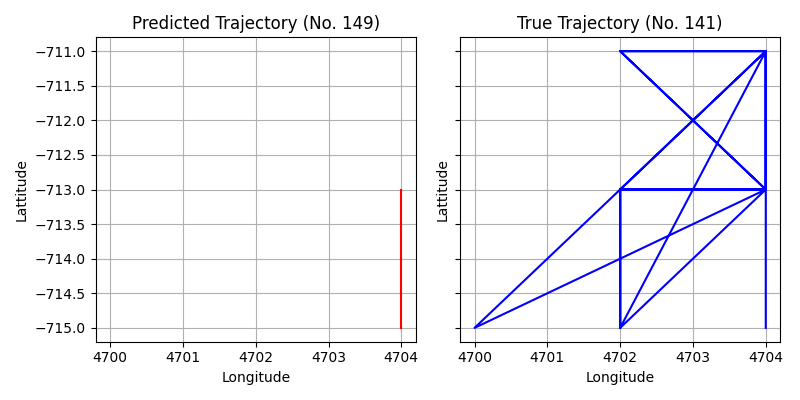 Predicted Trajectory (No. 149)
True Trajectory (No. 141)
−711.0
−711.5
−712.0
−712.5
−713.0
−713.5
−714.0
−714.5
−715.0
Lattitude
Lattitude
4700 4701 4702 4703 4704
4700 4701 4702 4703 4704
Longitude
Longitude